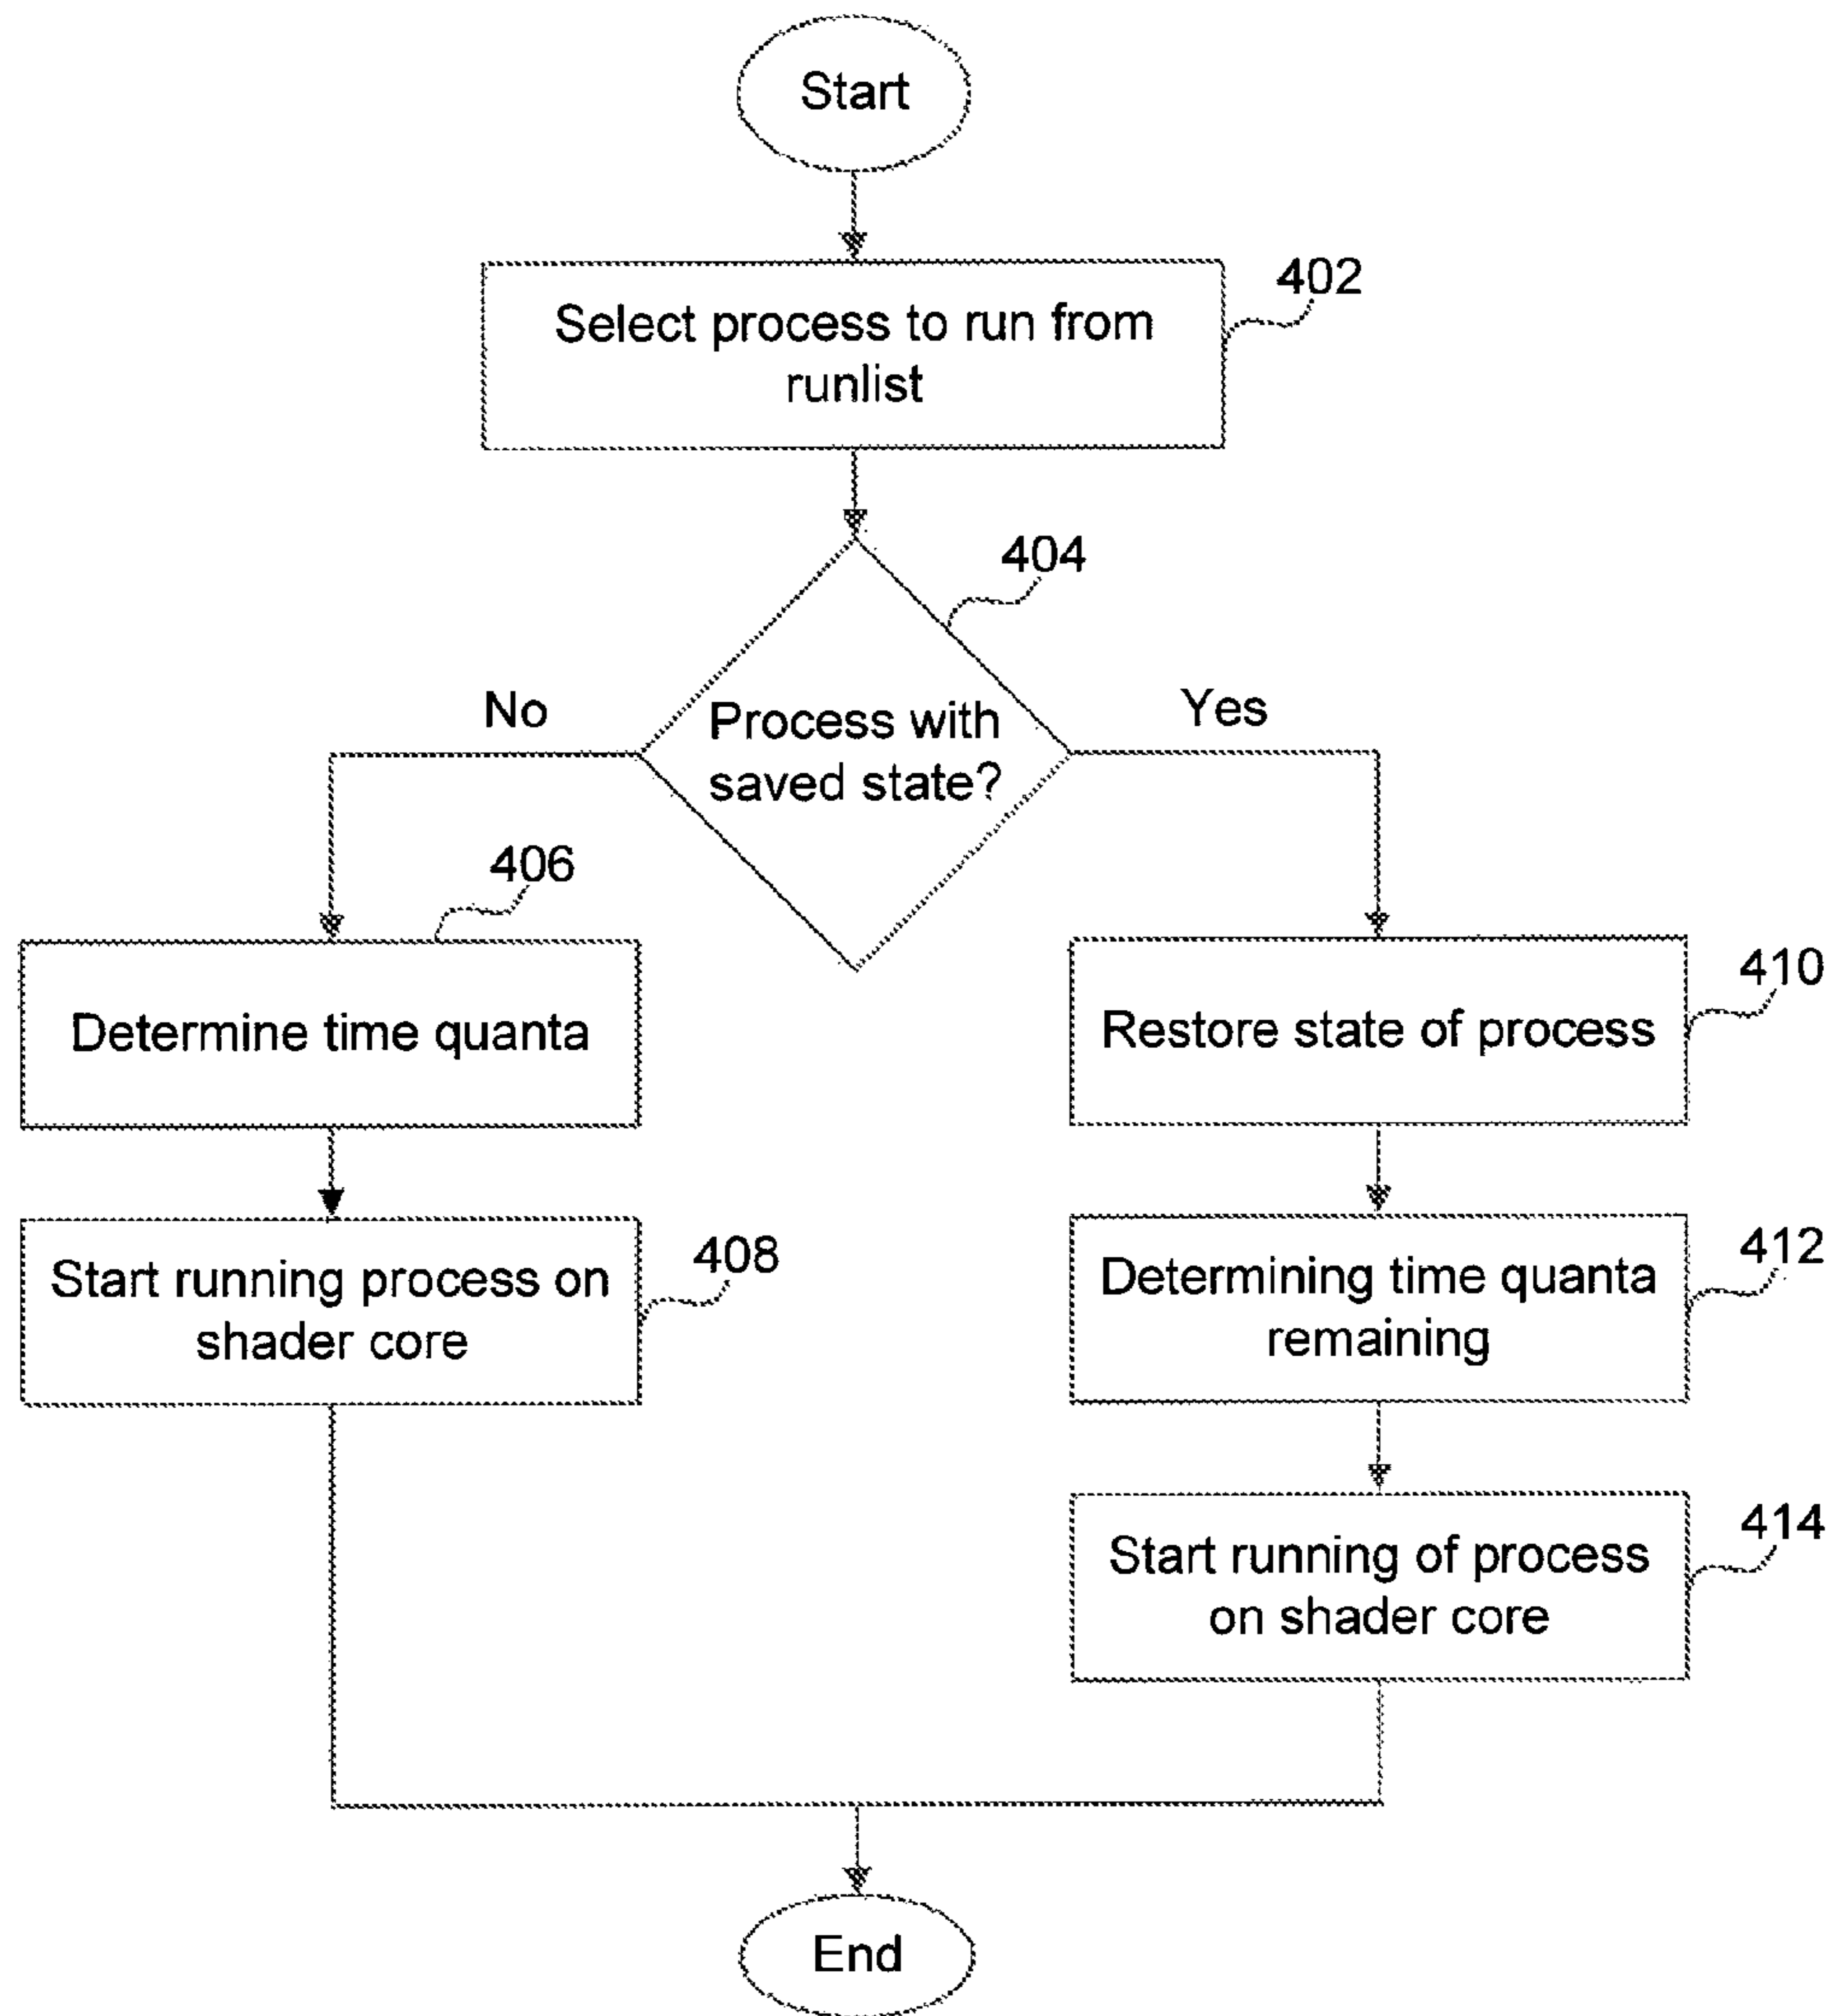 Start
402
Select process to run from
runlist
404
No
Process with
saved state?
Yes
406
Determine time quanta
410
Restore state of process
408
Start running process on
shader core
412
Determining time quanta
remaining
414
Start running of process
on shader core
End